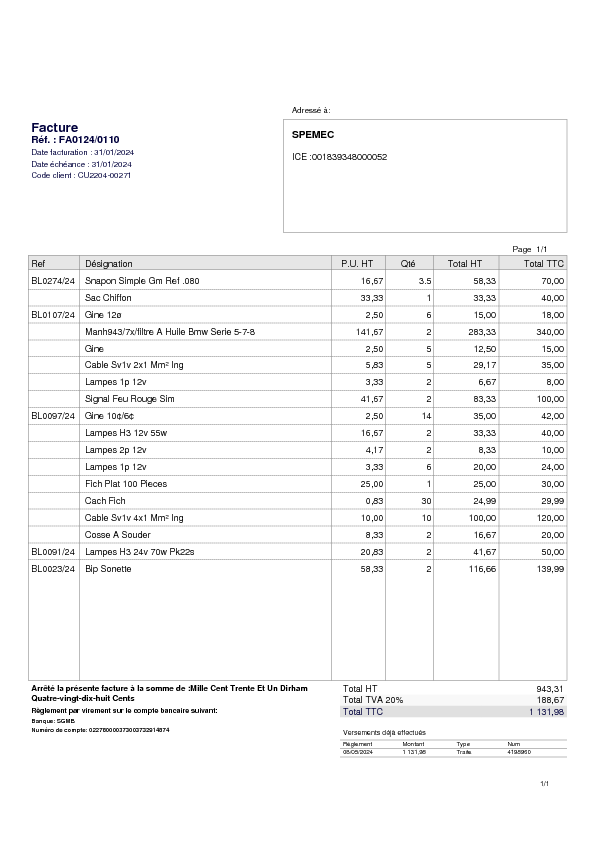 Adressé à:
Facture
Réf. : FA0124/0110
Date facturation : 31/01/2024
Date échéance : 31/01/2024
Code client : CU2204-00271
SPEMEC
ICE :001839348000052
Page 1/1
Ref Désignation P.U. HT Qté Total HT Total TTC
BL0274/24 Snapon Simple Gm Ref .080 16,67 3.5 58,33 70,00
Sac Chiffon 33,33 1 33,33 40,00
BL0107/24 Gine 12ø 2,50 6 15,00 18,00
Manh943/7x/filtre A Huile Bmw Serie 5-7-8 141,67 2 283,33 340,00
Gine 2,50 5 12,50 15,00
Cable Sv1v 2x1 Mm² Ing 5,83 5 29,17 35,00
Lampes 1p 12v 3,33 2 6,67 8,00
Signal Feu Rouge Sim 41,67 2 83,33 100,00
BL0097/24 Gine 10¢/6¢ 2,50 14 35,00 42,00
Lampes H3 12v 55w 16,67 2 33,33 40,00
Lampes 2p 12v 4,17 2 8,33 10,00
Lampes 1p 12v 3,33 6 20,00 24,00
Fich Plat 100 Pieces 25,00 1 25,00 30,00
Cach Fich 0,83 30 24,99 29,99
Cable Sv1v 4x1 Mm² Ing 10,00 10 100,00 120,00
Cosse A Souder 8,33 2 16,67 20,00
BL0091/24 Lampes H3 24v 70w Pk22s 20,83 2 41,67 50,00
BL0023/24 Bip Sonette 58,33 2 116,66 139,99
Arrêté la présente facture à la somme de :Mille Cent Trente Et Un Dirham
Quatre-vingt-dix-huit Cents
Règlement par virement sur le compte bancaire suivant:
Banque: SGMB
Numéro de compte: 022780000373003732914874
Total HT 943,31
Total TVA 20% 188,67
Total TTC 1 131,98
Versements déjà effectués
Règlement Montant Type Num
08/05/2024 1 131,98 Traite 4198960
1/1